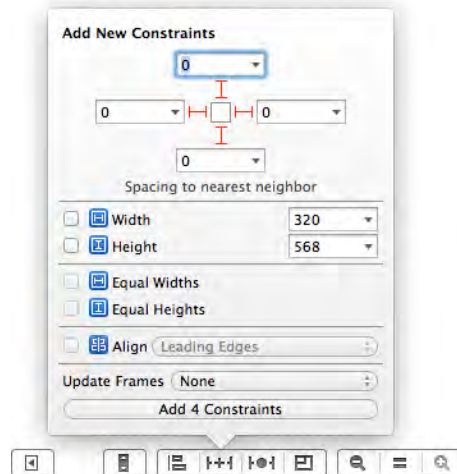 Add New Constraints
0
0 0
0
Spacing to nearest neighbor
Width 320
Height 568
Equal Widths
Equal Heights
Align Leading Edges
Update Frames None
Add 4 Constraints